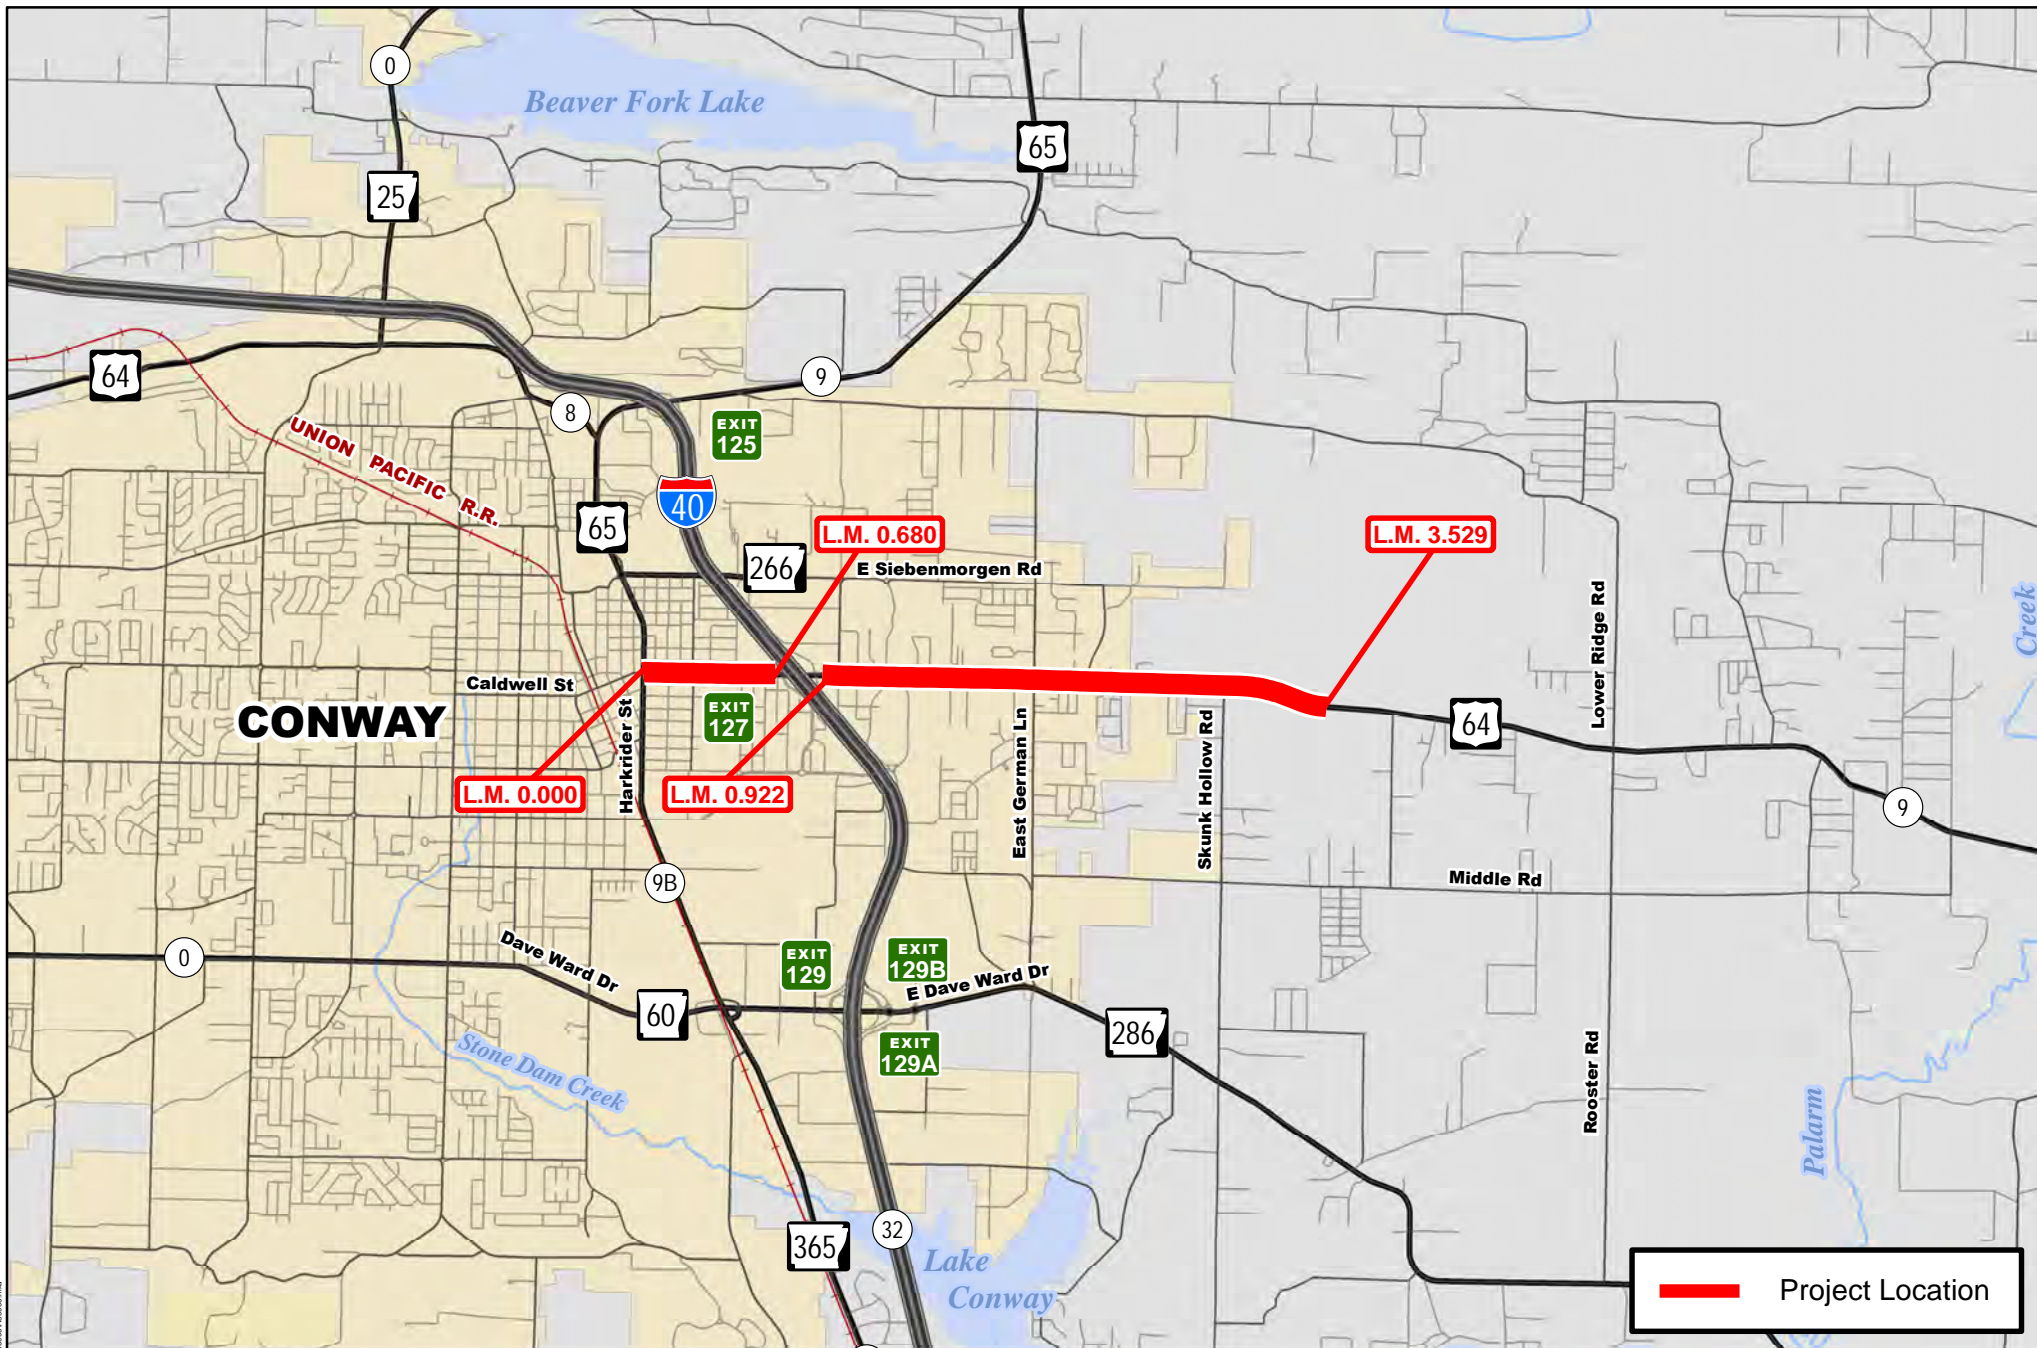 0
Beaver Fork Lake
65
25
64
9
8
EXIT
125
UNION PACIFIC R.R.
40
65
L.M. 0.680
L.M. 3.529
266
E Siebenmorgen Rd
Lower Ridge Rd
Creek
Caldwell St
CONWAY
EXIT
127
Harkrider St
East German Ln
Skunk Hollow Rd
64
L.M. 0.000
L.M. 0.922
9
9B
Middle Rd
0
Dave Ward Dr
EXIT
129
EXIT
129B
E Dave Ward Dr
60
286
EXIT
129A
Stone Dam Creek
Rooster Rd
Palarm
365
32
Lake
Conway
Project Location